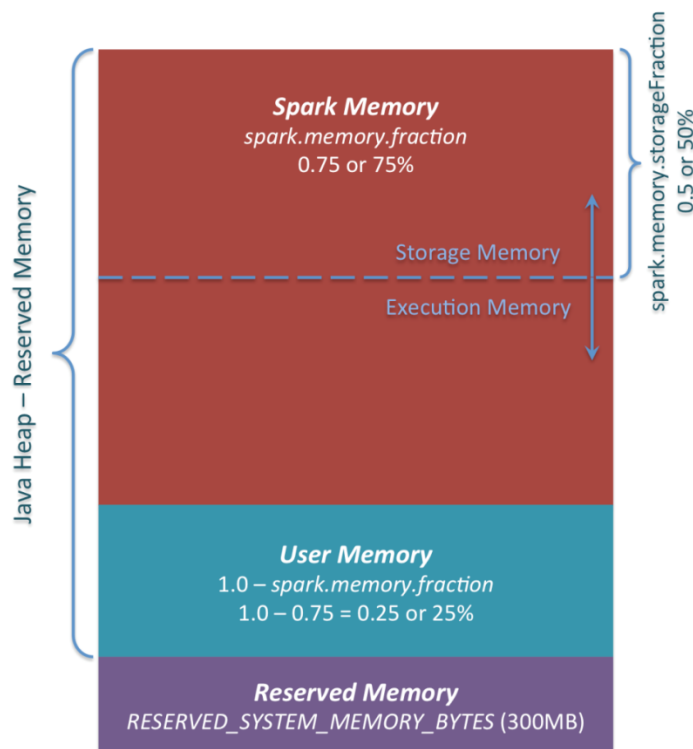 Spark Memory
spark.memory.fraction
0.75 or 75%
spark.memory.storageFraction
0.5 or 50%
Storage Memory
Execution Memory
Java Heap – Reserved Memory
User Memory
1.0 – spark.memory.fraction
1.0 – 0.75 = 0.25 or 25%
Reserved Memory
RESERVED_SYSTEM_MEMORY_BYTES (300MB)